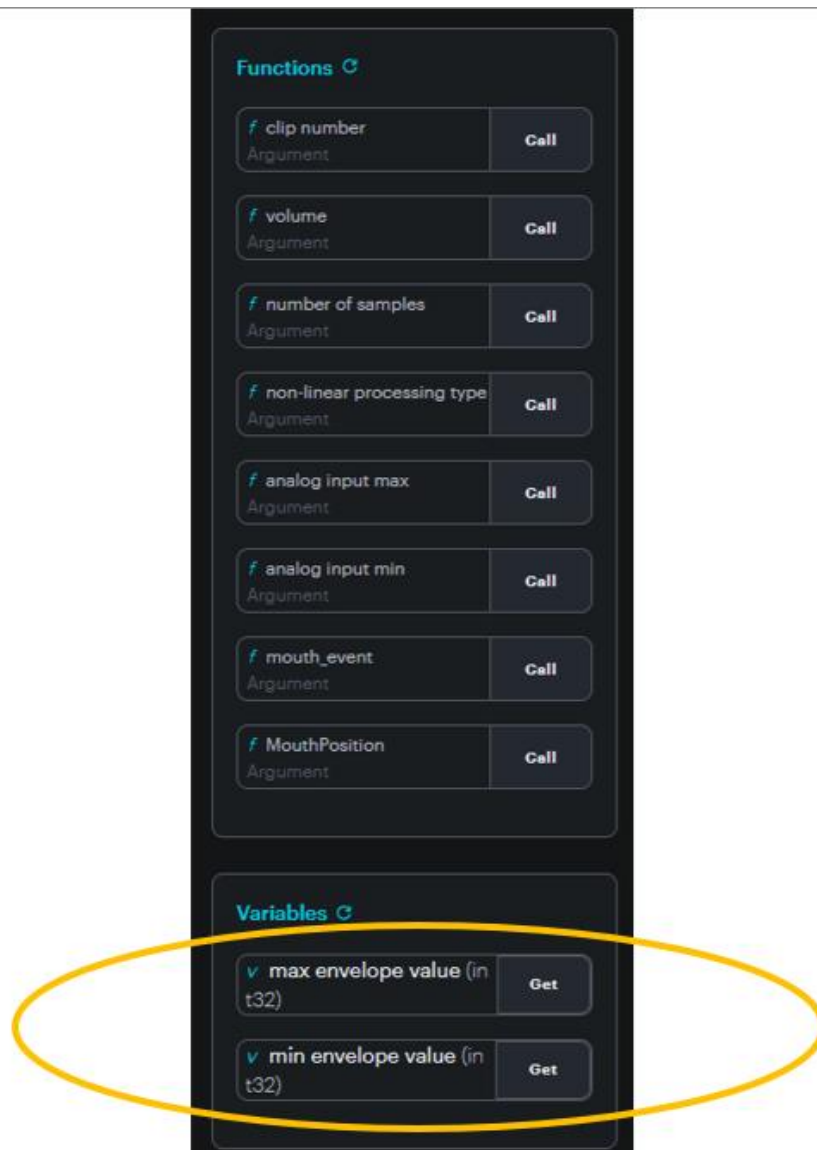 Functions
f clip number
Argument
Call
f volume
Argument
Call
f number of samples
Argument
Call
f non-linear processing type
Argument
Call
f analog input max
Argument
Call
f analog input min
Argument
Call
f mouth_event
Argument
Call
f MouthPosition
Argument
Call
Variables
v max envelope value (in
t32)
Get
v min envelope value (in
t32)
Get